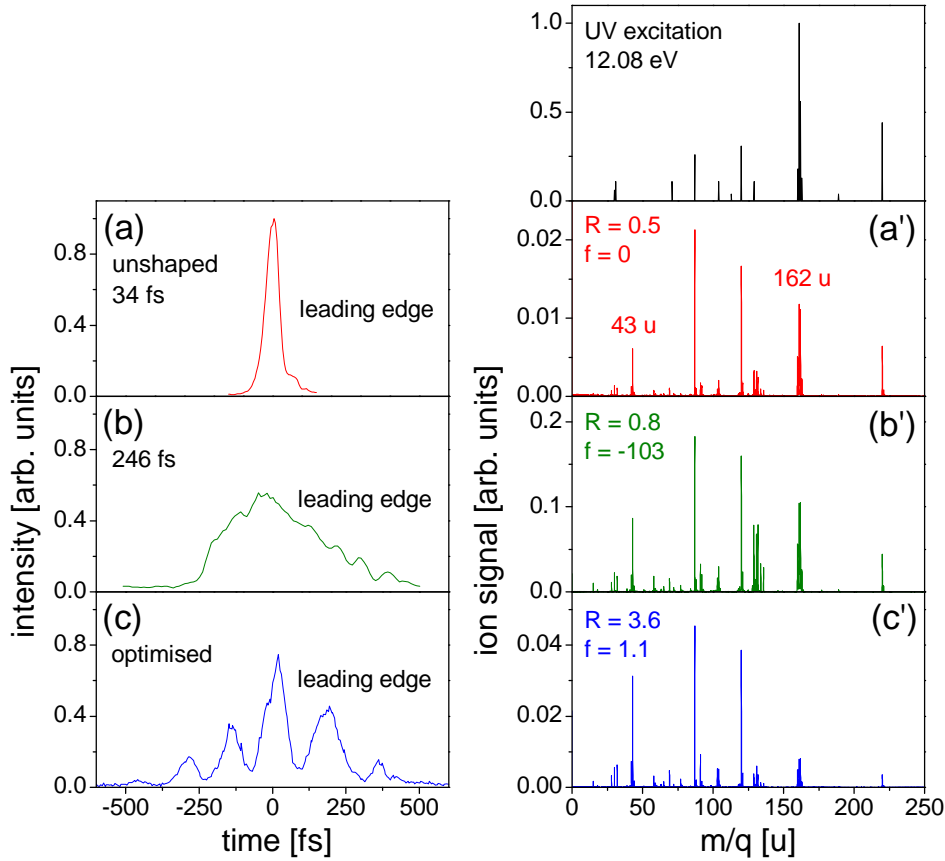 UV excitation
12.08 eV
1.0
0.5
0.0
(a)
unshaped
34 fs
leading edge
0.8
0.4
0.0
(a')
R = 0.5
f = 0
43 u
162 u
0.02
0.01
0.00
(b)
246 fs
leading edge
0.8
0.4
0.0
(b')
R = 0.8
f = -103
0.2
0.1
0.0
(c)
optimised
leading edge
0.8
0.4
0.0
(c')
R = 3.6
f = 1.1
0.04
0.02
0.00
-500 -250 0 250 500
0 50 100 150 200 250
time [fs]
m/q [u]
intensity [arb. units]
ion signal [arb. units]